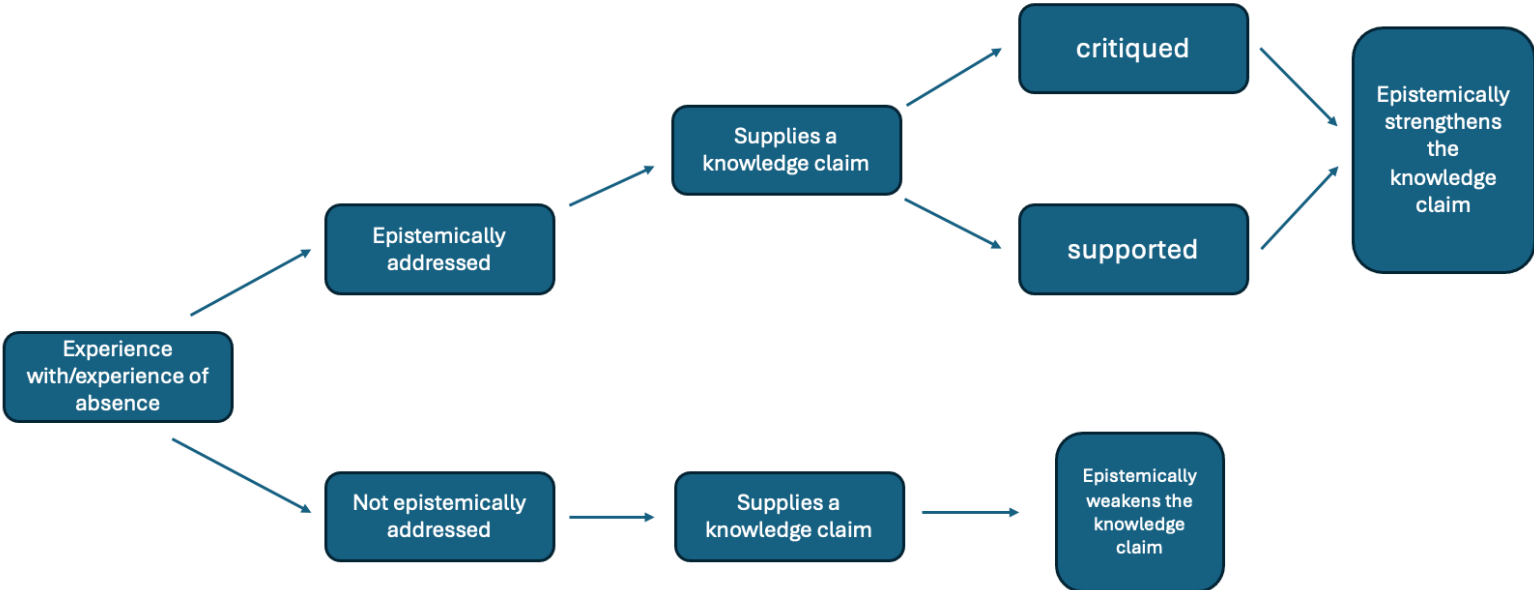 Experience
with/experience of
absence
Epistemically
addressed
Supplies a
knowledge claim
critiqued
supported
Epistemically
strengthens
the
knowledge
claim
Not epistemically
addressed
Supplies a
knowledge claim
Epistemically
weakens the
knowledge
claim